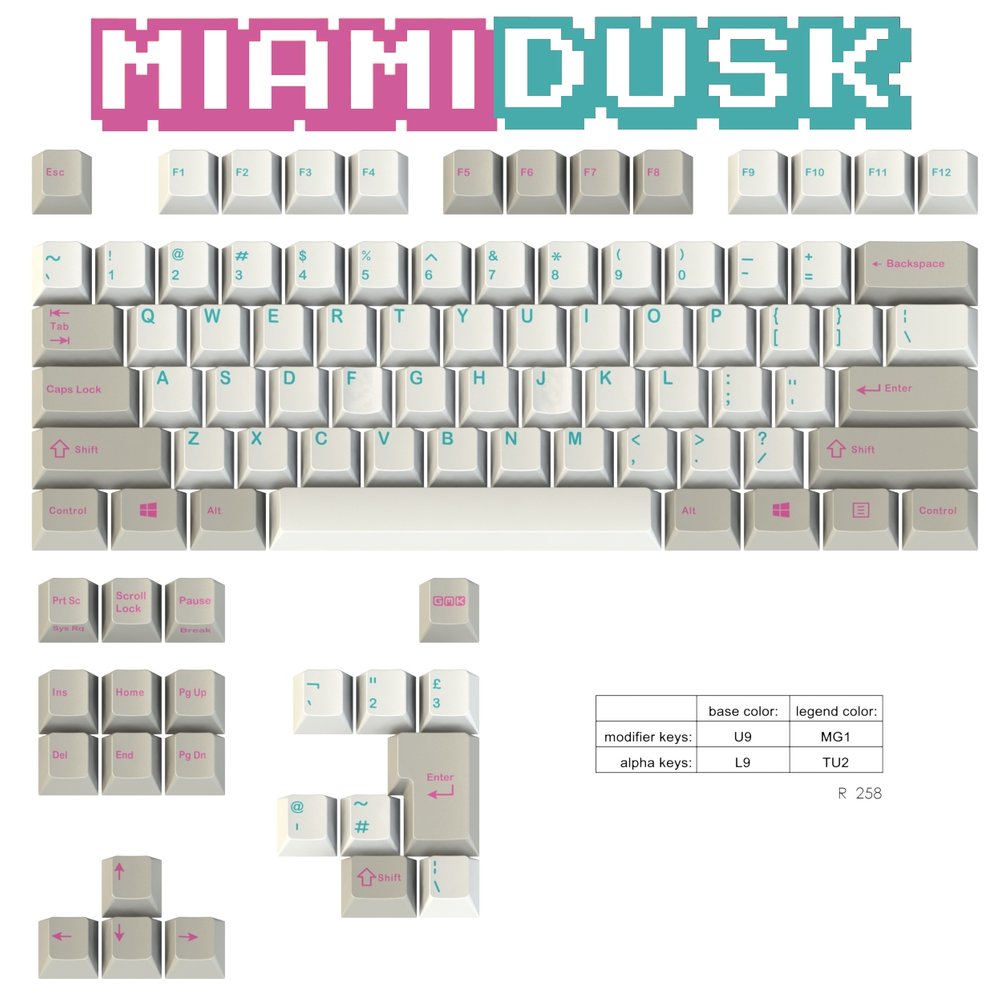 MIAMIDUSK
Esc F1 F2 F3 F4 F5 F6 F7 F8 F9 F10 F11 F12
~ ! @ # $ % ^ & * ( ) _ +
` 1 2 3 4 5 6 7 8 9 0 - = ← Backspace
Tab Q W E R T Y U I O P { } ¦
[ ] \
Caps Lock A S D F G H J K L : " Enter
; '
Shift Z X C V B N M < > ? Shift
, . /
Control Alt Alt Control
Prt Sc Scroll Lock Pause GMK
Sys Rq Break
Ins Home Pg Up ¬ " £
` 2 3
Del End Pg Dn Enter
@ ~
' #
Shift ¦
\
↑
← ↓ →
base color: legend color:
modifier keys: U9 MG1
alpha keys: L9 TU2
R 258